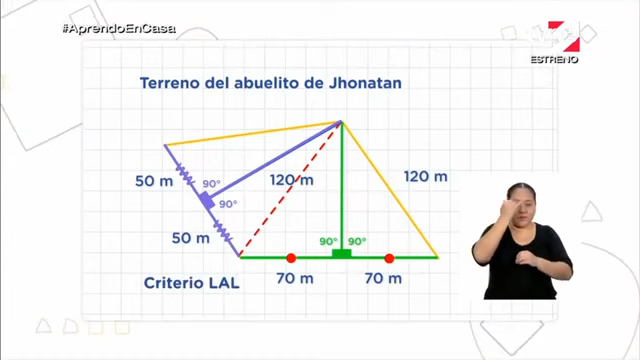 #AprendoEnCasa
ESTRENO
Terreno del abuelito de Jhonatan
50 m
90°
90°
120 m
120 m
50 m
90°
90°
Criterio LAL
70 m
70 m